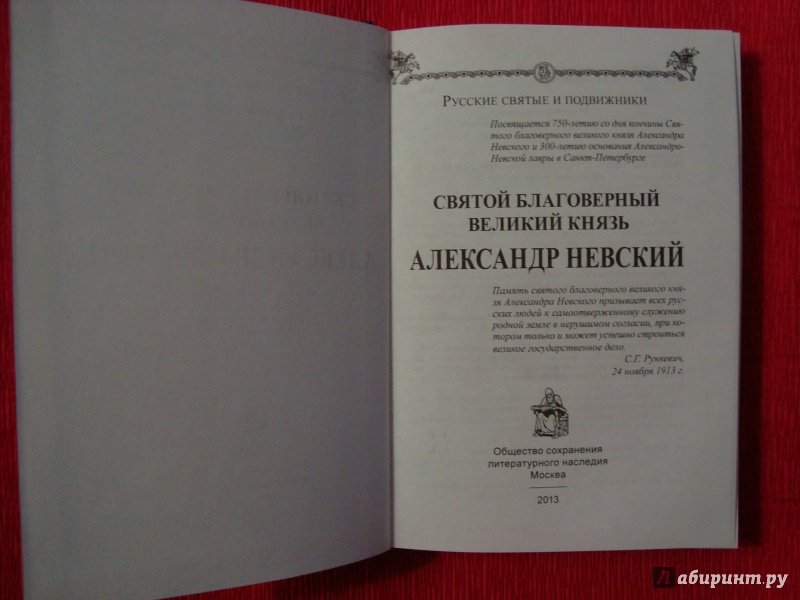 Русские святые и подвижники
Посвящается 750-летию со дня кончины Свя-
того благоверного великого князя Александра
Невского и 300-летию основания Александро-
Невской лавры в Санкт-Петербурге
СВЯТОЙ БЛАГОВЕРНЫЙ
ВЕЛИКИЙ КНЯЗЬ
АЛЕКСАНДР НЕВСКИЙ
Память святого благоверного великого кня-
зя Александра Невского призывает всех рус-
ских людей к самоотверженному служению
родной земле в нерушимом согласии, при ко-
тором только и может успешно строиться
великое государственное дело.
С.Г. Рункевич,
24 ноября 1913 г.
Общество сохранения
литературного наследия
Москва
2013
Лабиринт.ру